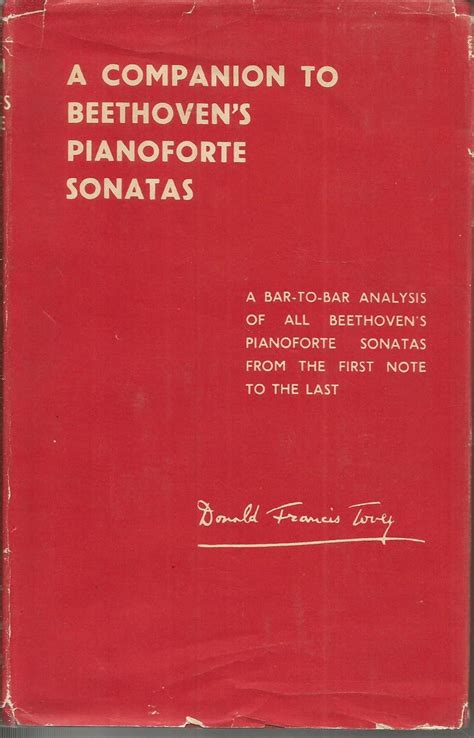 A COMPANION TO
BEETHOVEN'S
PIANOFORTE
SONATAS
A BAR-TO-BAR ANALYSIS
OF ALL BEETHOVEN'S
PIANOFORTE SONATAS
FROM THE FIRST NOTE
TO THE LAST
Donald Francis Tovey